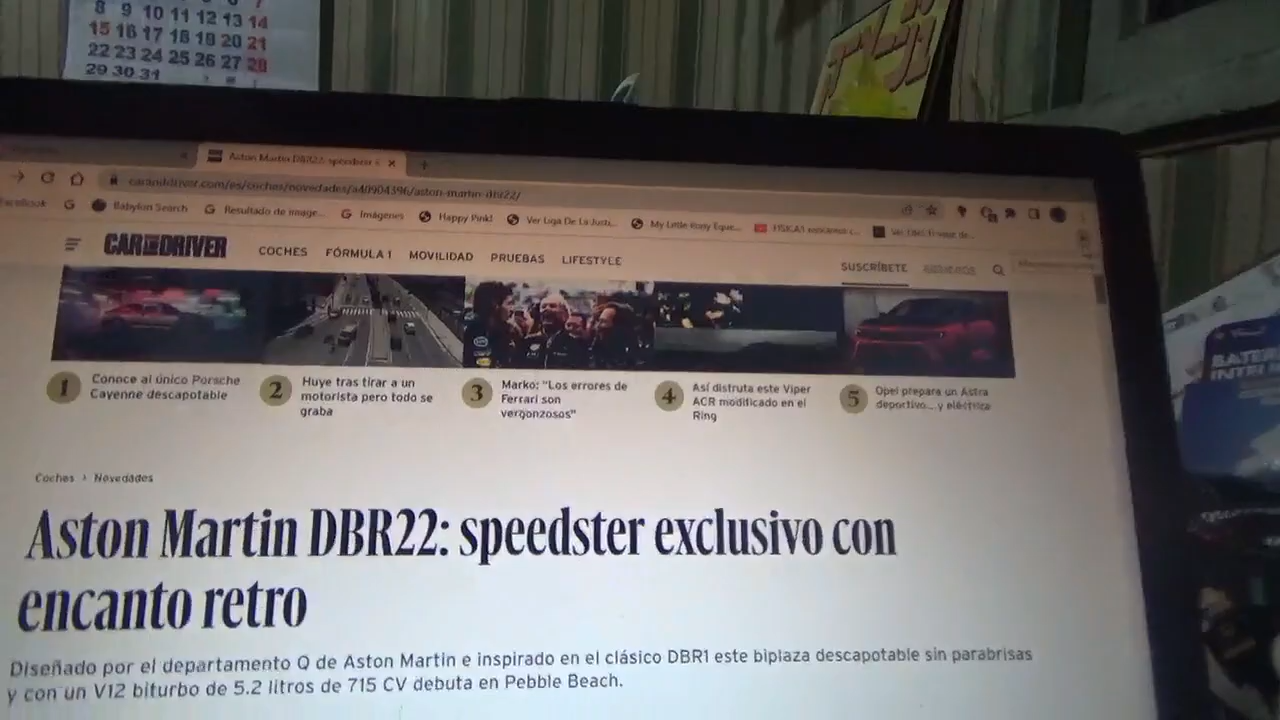 8 9 10 11 12 13 14
15 16 17 18 19 20 21
22 23 24 25 26 27 28
29 30 31
Aston Martin DBR22: speedster e
caranddriver.com/es/coches/novedades/a40904396/aston-martin-dbr22/
FaceBook
Babylon Search
Resultado de image...
Imágenes
Happy Pink!
Ver Liga De La Justi...
My Little Pony Eque...
CAR AND DRIVER
COCHES
FÓRMULA 1
MOVILIDAD
PRUEBAS
LIFESTYLE
SUSCRÍBETE
1
Conoce al único Porsche
Cayenne descapotable
2
Huye tras tirar a un
motorista pero todo se
graba
3
Marko: "Los errores de
Ferrari son
vergonzosos"
4
Así disfruta este Viper
ACR modificado en el
Ring
5
Opel prepara un Astra
deportivo... y eléctrico
Coches > Novedades
Aston Martin DBR22: speedster exclusivo con
encanto retro
Diseñado por el departamento Q de Aston Martin e inspirado en el clásico DBR1 este biplaza descapotable sin parabrisas
y con un V12 biturbo de 5.2 litros de 715 CV debuta en Pebble Beach.